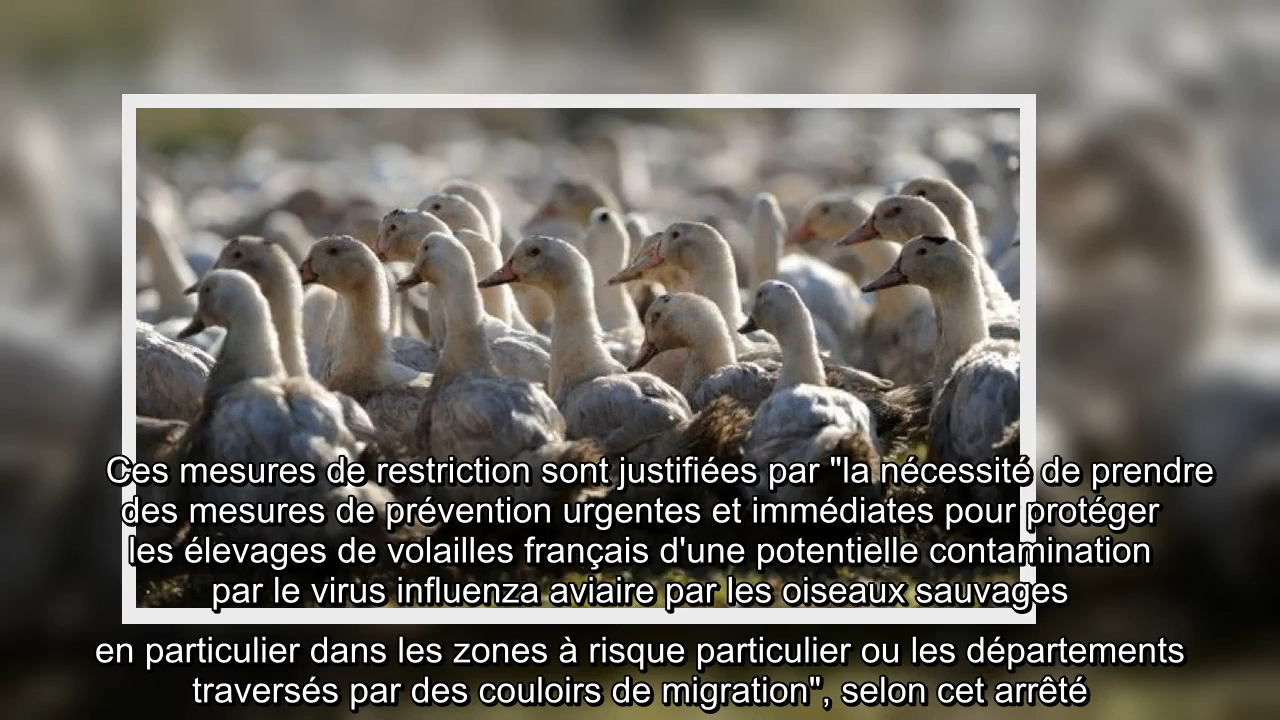 Ces mesures de restriction sont justifiées par "la nécessité de prendre
des mesures de prévention urgentes et immédiates pour protéger
les élevages de volailles français d'une potentielle contamination
par le virus influenza aviaire par les oiseaux sauvages
en particulier dans les zones à risque particulier ou les départements
traversés par des couloirs de migration", selon cet arrêté